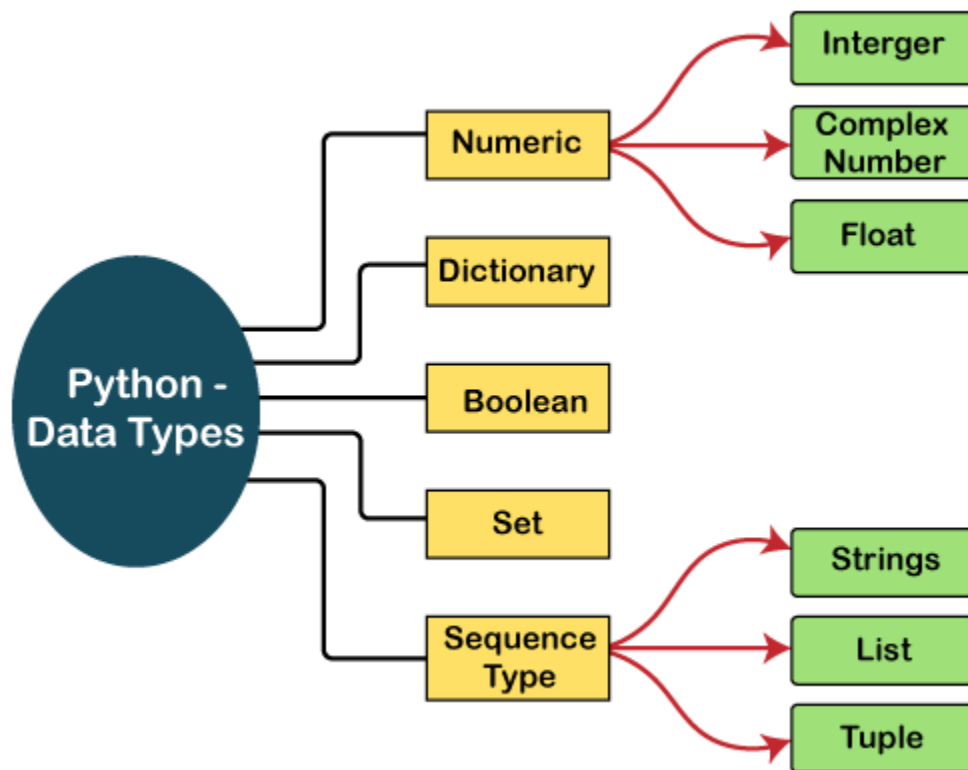 Python -
Data Types
Numeric
Interger
Complex
Number
Float
Dictionary
Boolean
Set
Sequence
Type
Strings
List
Tuple